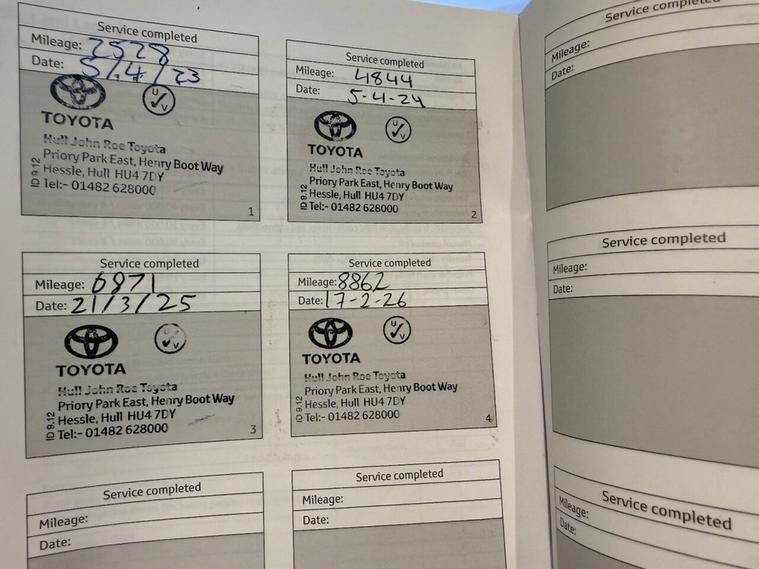 Service completed
Mileage: 2528
Date: 5/4/23
TOYOTA
Hull John Roe Toyota
Priory Park East, Henry Boot Way
Hessle, Hull HU4 7DY
Tel:- 01482 628000
ID 9.12
1
Service completed
Mileage: 4844
Date: 5-4-24
U V
TOYOTA
Hull John Roe Toyota
Priory Park East, Henry Boot Way
Hessle, Hull HU4 7DY
Tel:- 01482 628000
ID 9.12
2
Service completed
Mileage: 6971
Date: 21/3/25
TOYOTA
Hull John Roe Toyota
Priory Park East, Henry Boot Way
Hessle, Hull HU4 7DY
Tel:- 01482 628000
ID 9.12
3
Service completed
Mileage: 8862
Date: 17-2-26
U V
TOYOTA
Hull John Roe Toyota
Priory Park East, Henry Boot Way
Hessle, Hull HU4 7DY
Tel:- 01482 628000
ID 9.12
4
Service completed
Mileage:
Date:
Service completed
Mileage:
Date:
Service completed
Mileage:
Date:
Service completed
Mileage:
Date:
Service completed
Mileage:
Date: